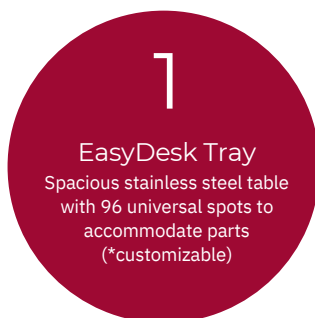 1
EasyDesk Tray
Spacious stainless steel table
with 96 universal spots to
accommodate parts
(*customizable)